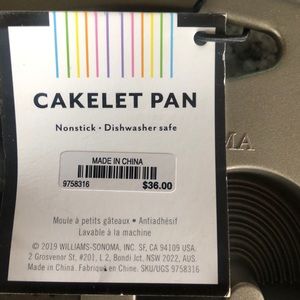 CAKELET PAN
Nonstick • Dishwasher safe
MADE IN CHINA
9758316 $36.00
Moule à petits gâteaux • Antiadhésif
Lavable à la machine
© 2019 WILLIAMS-SONOMA, INC. SF, CA 94109 USA.
2 Grosvenor St, #201, L 2, Bondi Jct, NSW 2022, AUS.
Made in China. Fabriqué en Chine. SKU/UGS 9758316
MA